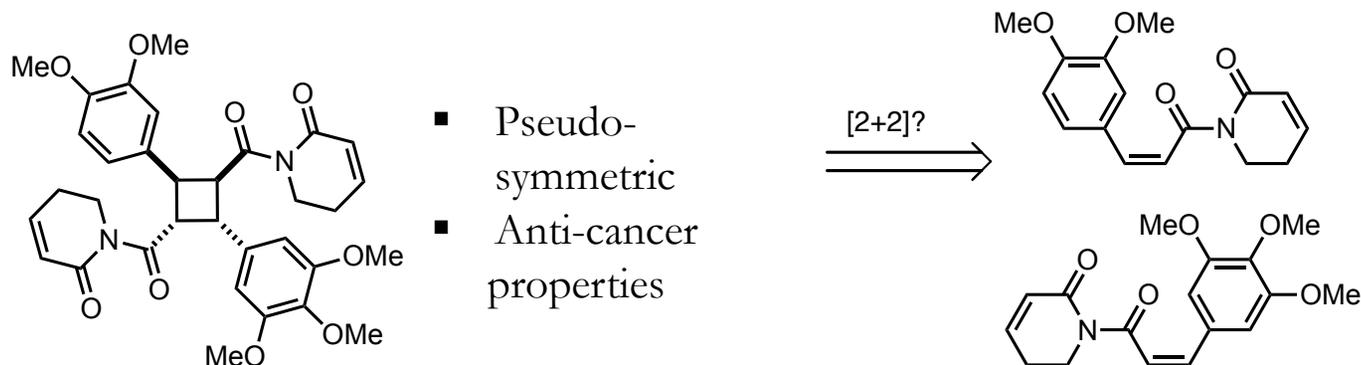 OMe
MeO
O
O
N
N
O
O
OMe
OMe
MeO
▪ Pseudo-
symmetric
▪ Anti-cancer
properties
[2+2]?
MeO
OMe
O
O
N
MeO
OMe
OMe
O
O
N